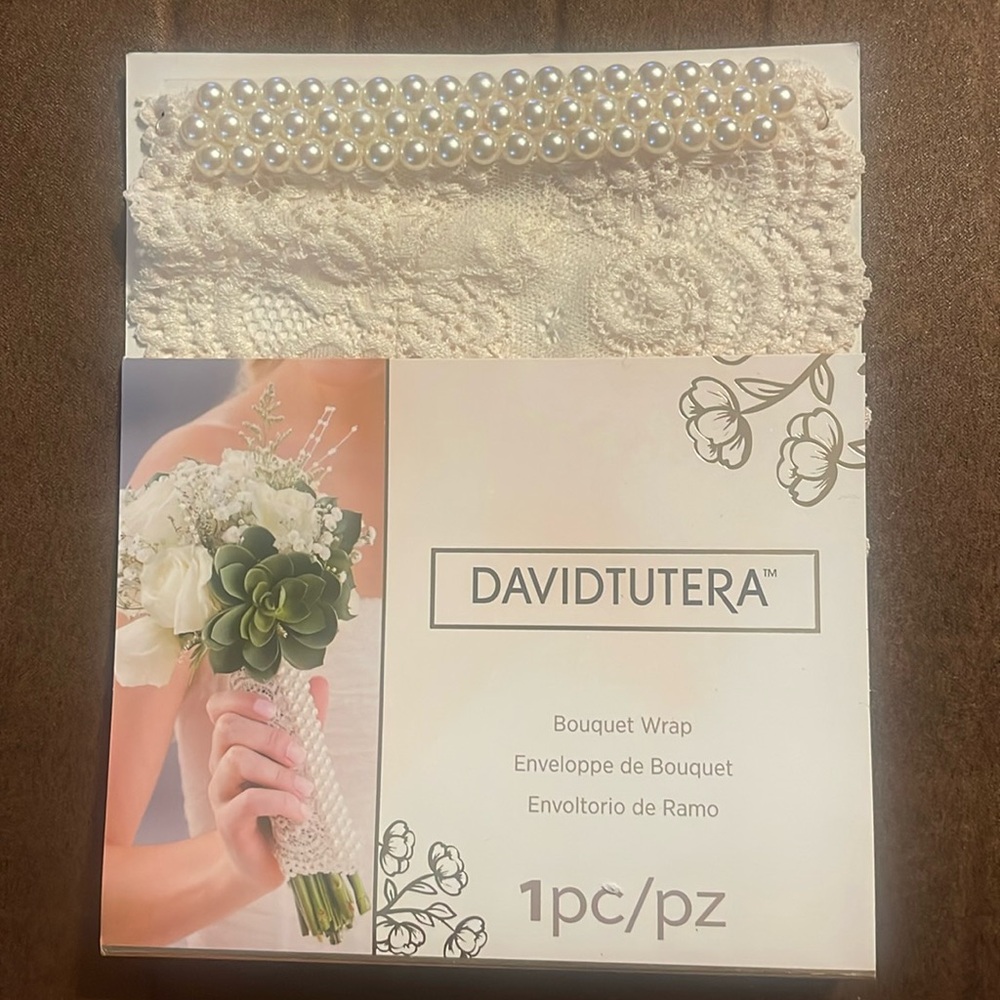 DAVIDTUTERA™
Bouquet Wrap
Enveloppe de Bouquet
Envoltorio de Ramo
1pc/pz